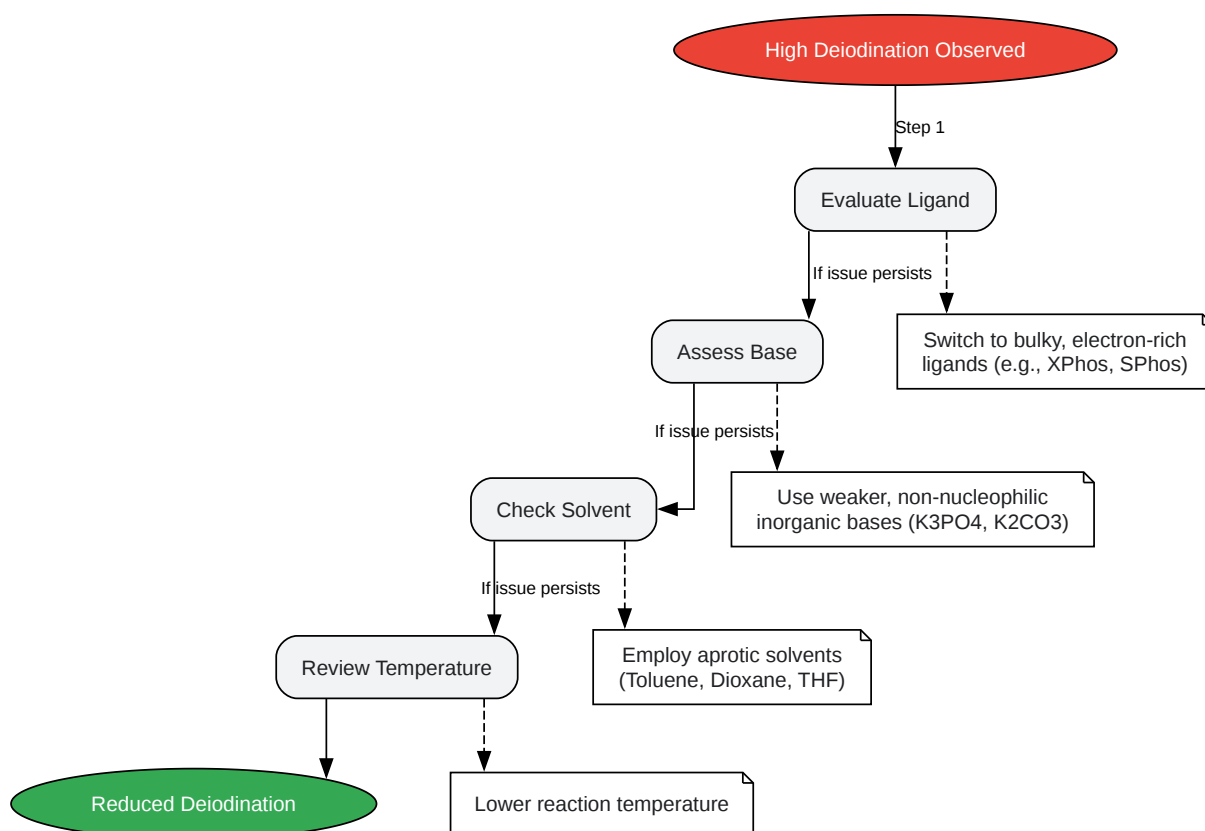 High Deiodination Observed
Step 1
Evaluate Ligand
If issue persists
Switch to bulky, electron-rich
ligands (e.g., XPhos, SPhos)
Assess Base
If issue persists
Use weaker, non-nucleophilic
inorganic bases (K3PO4, K2CO3)
Check Solvent
If issue persists
Employ aprotic solvents
(Toluene, Dioxane, THF)
Review Temperature
Reduced Deiodination
Lower reaction temperature